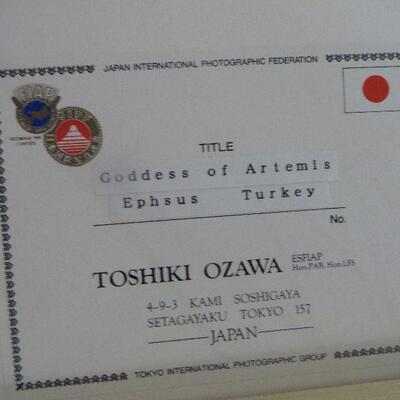 JAPAN INTERNATIONAL PHOTOGRAPHIC FEDERATION
FIAP
TITLE
Goddess of Artemis
Ephsus Turkey
No.
TOSHIKI OZAWA ESFIAP
Hon.PAB, Hon.LFS
4-9-3 KAMI SOSHIGAYA
SETAGAYAKU TOKYO 157
JAPAN
TOKYO INTERNATIONAL PHOTOGRAPHIC GROUP